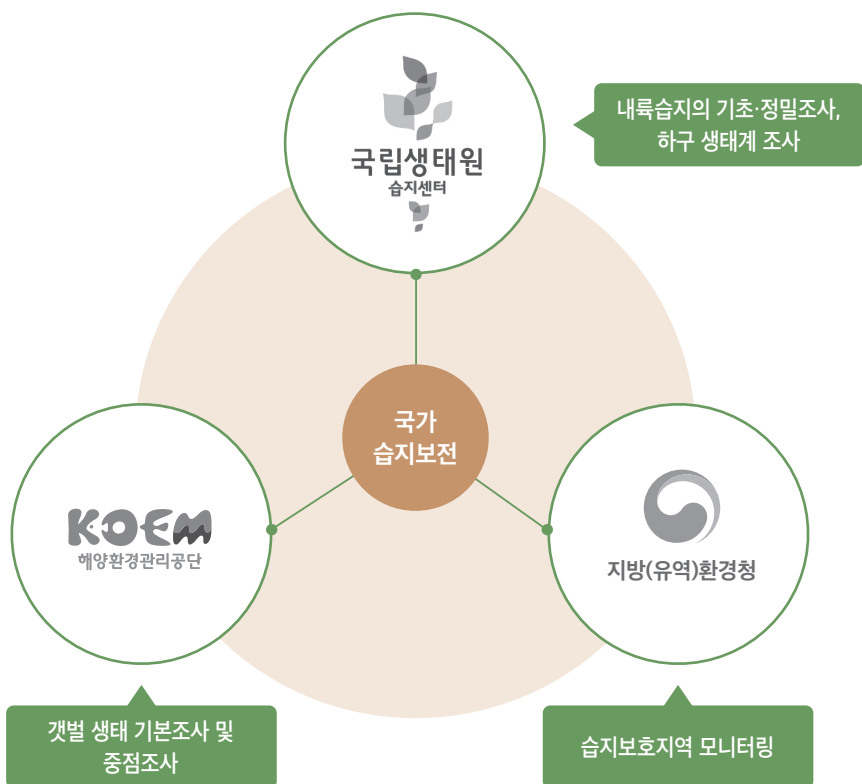 국립생태원
습지센터
내륙습지의 기초·정밀조사,
하구 생태계 조사
국가
습지보전
KOEM
해양환경관리공단
지방(유역)환경청
갯벌 생태 기본조사 및
중점조사
습지보호지역 모니터링